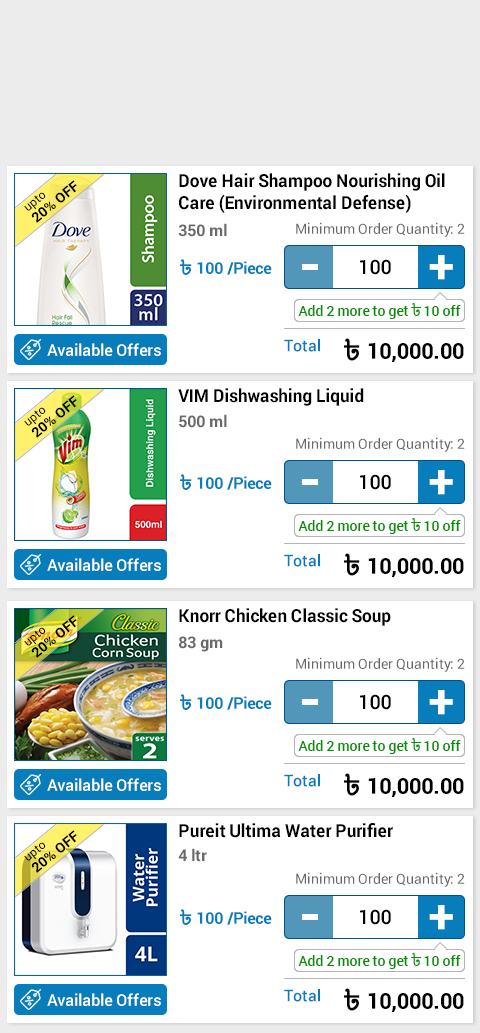 upto
20% OFF
Dove
HAIR THERAPY
Hair Fall
Rescue
Shampoo
350
ml
Available Offers
Dove Hair Shampoo Nourishing Oil
Care (Environmental Defense)
350 ml
Minimum Order Quantity: 2
৳ 100 /Piece
100
Add 2 more to get ৳ 10 off
Total ৳ 10,000.00
upto
20% OFF
Vim
Dishwashing Liquid
500ml
Available Offers
VIM Dishwashing Liquid
500 ml
Minimum Order Quantity: 2
৳ 100 /Piece
100
Add 2 more to get ৳ 10 off
Total ৳ 10,000.00
upto
20% OFF
Classic
Chicken
Corn Soup
serves
2
Available Offers
Knorr Chicken Classic Soup
83 gm
Minimum Order Quantity: 2
৳ 100 /Piece
100
Add 2 more to get ৳ 10 off
Total ৳ 10,000.00
upto
20% OFF
Water
Purifier
4L
Available Offers
Pureit Ultima Water Purifier
4 ltr
Minimum Order Quantity: 2
৳ 100 /Piece
100
Add 2 more to get ৳ 10 off
Total ৳ 10,000.00